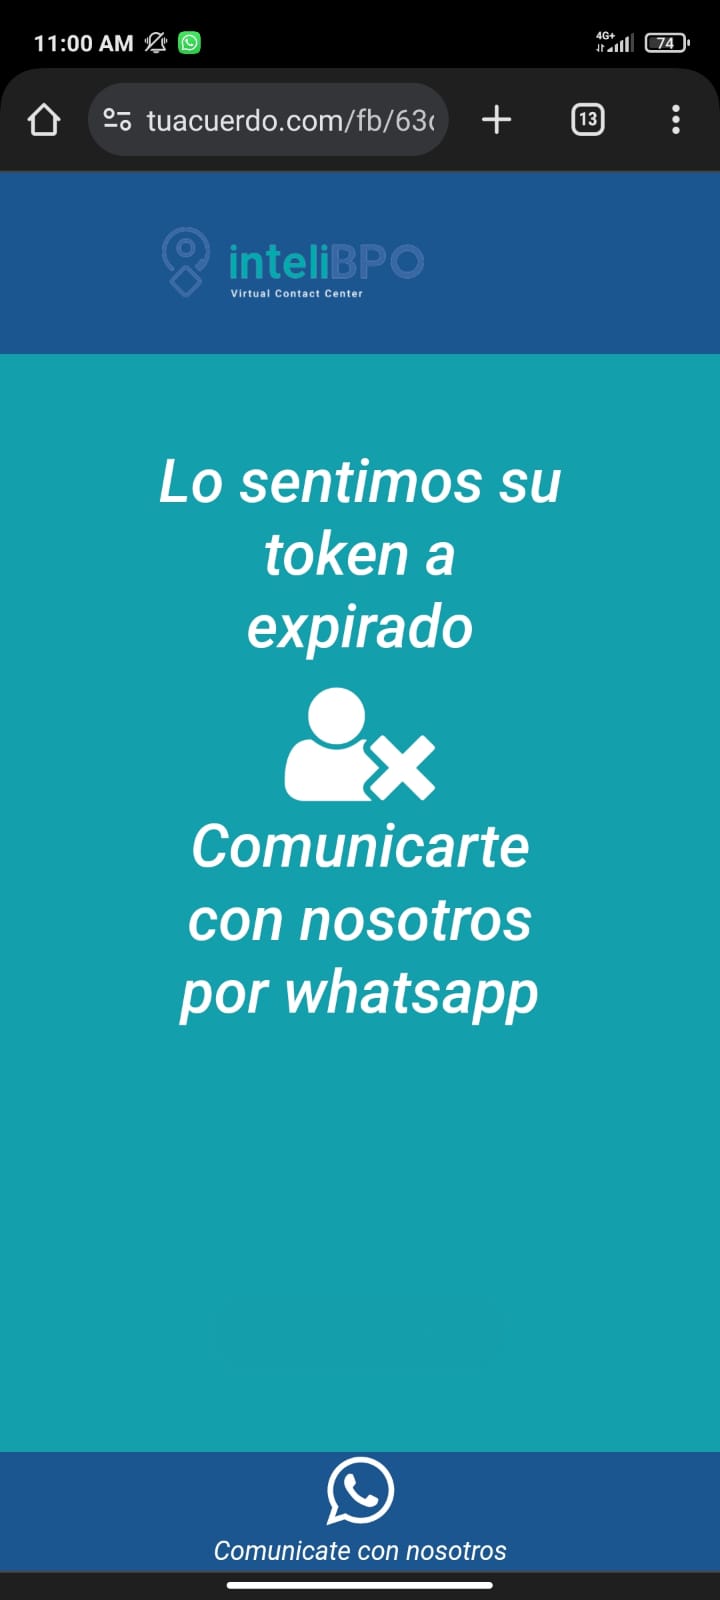 11:00 AM
4G+
74
tuacuerdo.com/fb/63
13
inteliBPO
Virtual Contact Center
Lo sentimos su
token a
expirado
Comunicarte
con nosotros
por whatsapp
Comunicate con nosotros